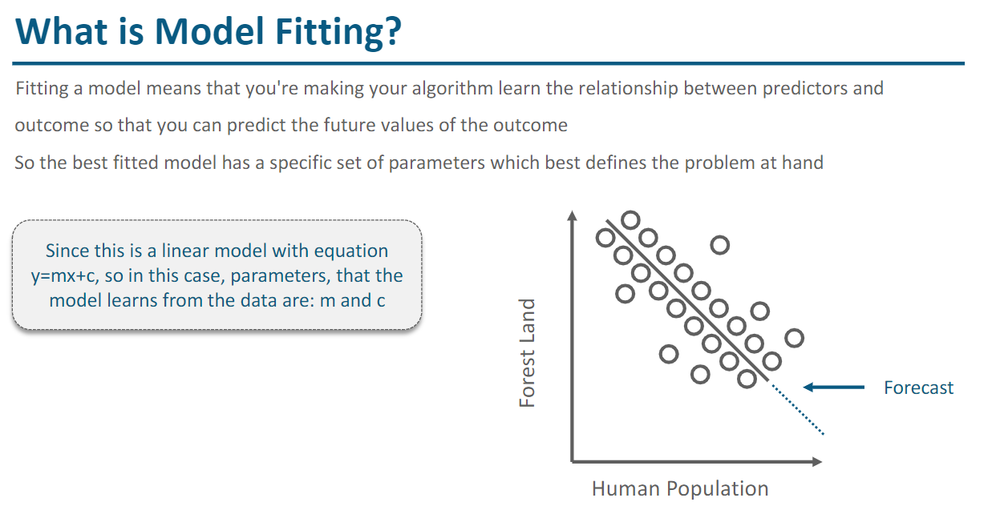 What is Model Fitting?
Fitting a model means that you're making your algorithm learn the relationship between predictors and
outcome so that you can predict the future values of the outcome
So the best fitted model has a specific set of parameters which best defines the problem at hand
Since this is a linear model with equation
y=mx+c, so in this case, parameters, that the
model learns from the data are: m and c
Forest Land
Forecast
Human Population